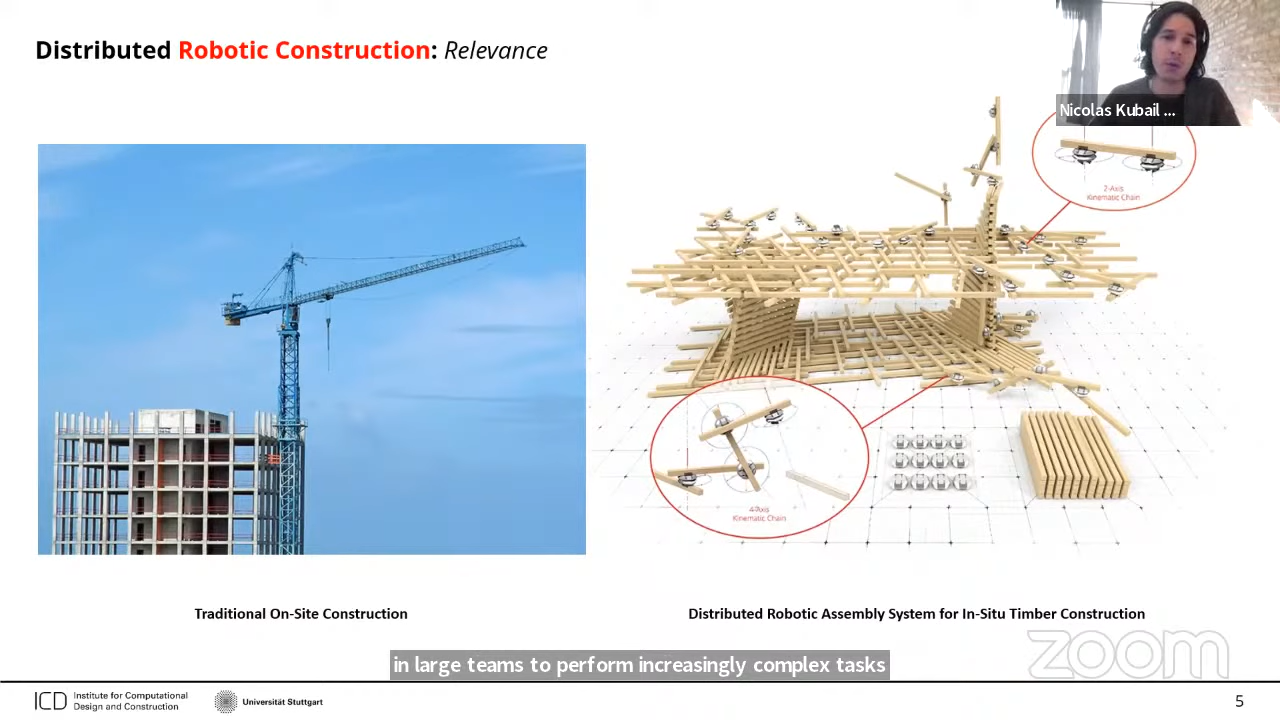 Distributed Robotic Construction: Relevance
Nicolas Kubail ...
2-Axis
Kinematic Chain
4-Axis
Kinematic Chain
Traditional On-Site Construction
Distributed Robotic Assembly System for In-Situ Timber Construction
zoom
in large teams to perform increasingly complex tasks
ICD
Institute for Computational
Design and Construction
Universität Stuttgart
5